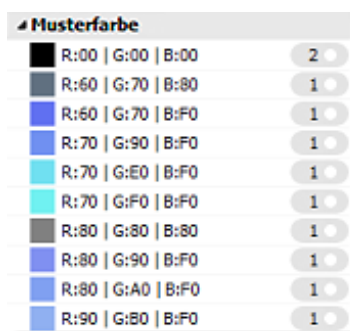 Musterfarbe
R:00 | G:00 | B:00 2
R:60 | G:70 | B:80 1
R:60 | G:70 | B:F0 1
R:70 | G:90 | B:F0 1
R:70 | G:E0 | B:F0 1
R:70 | G:F0 | B:F0 1
R:80 | G:80 | B:80 1
R:80 | G:90 | B:F0 1
R:80 | G:A0 | B:F0 1
R:90 | G:B0 | B:F0 1